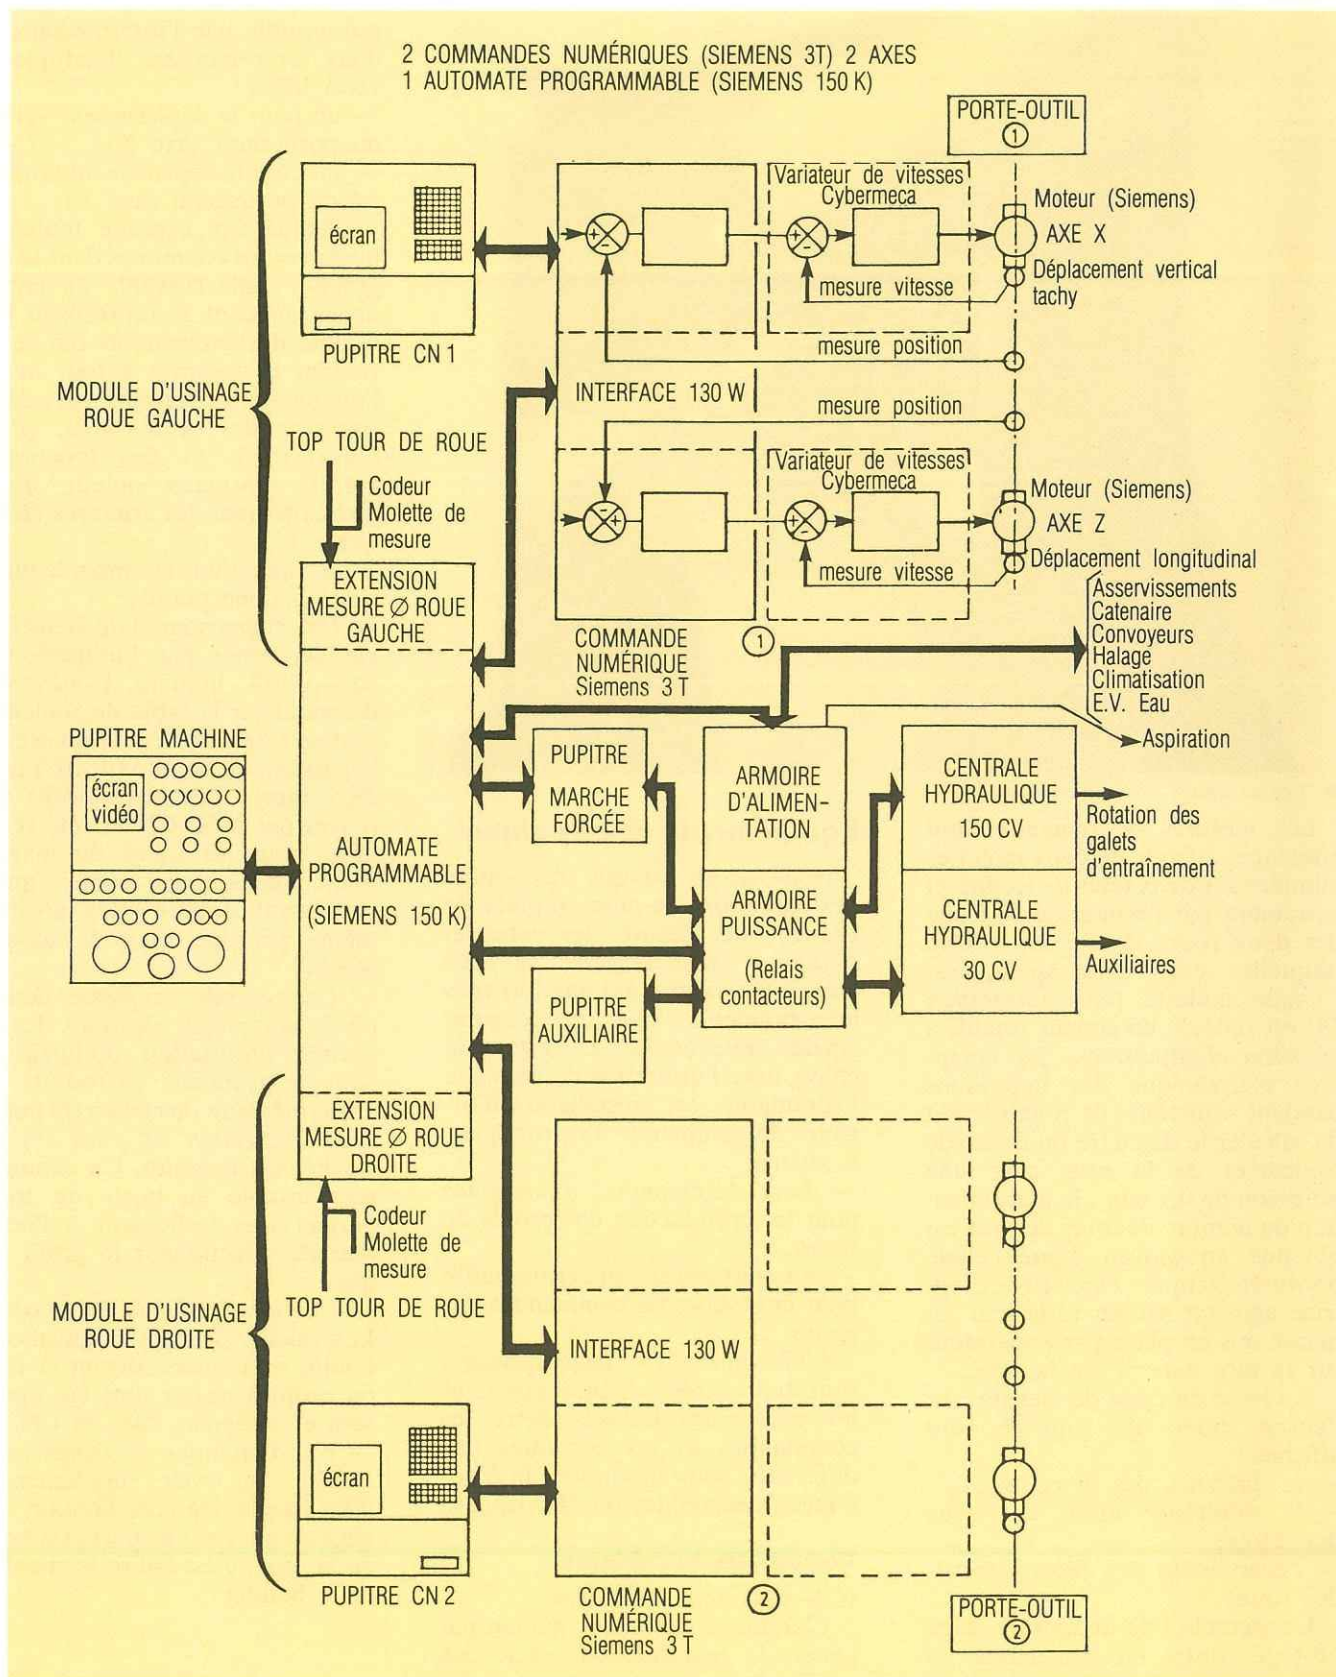 2 COMMANDES NUMÉRIQUES (SIEMENS 3T) 2 AXES
1 AUTOMATE PROGRAMMABLE (SIEMENS 150 K)
PORTE-OUTIL
1
écran
PUPITRE CN 1
Variateur de vitesses
Cybermeca
+
-
+
-
mesure vitesse
mesure position
Moteur (Siemens)
AXE X
Déplacement vertical
tachy
MODULE D'USINAGE
ROUE GAUCHE
INTERFACE 130 W
mesure position
TOP TOUR DE ROUE
Codeur
Molette de
mesure
Variateur de vitesses
Cybermeca
-
+
+
-
mesure vitesse
Moteur (Siemens)
AXE Z
Déplacement longitudinal
EXTENSION
MESURE Ø ROUE
GAUCHE
COMMANDE
NUMÉRIQUE
Siemens 3 T
1
Asservissements
Catenaire
Convoyeurs
Halage
Climatisation
E.V. Eau
Aspiration
PUPITRE MACHINE
écran
vidéo
AUTOMATE
PROGRAMMABLE
(SIEMENS 150 K)
PUPITRE
MARCHE
FORCÉE
ARMOIRE
D'ALIMEN-
TATION
CENTRALE
HYDRAULIQUE
150 CV
Rotation des
galets
d'entraînement
ARMOIRE
PUISSANCE
(Relais
contacteurs)
CENTRALE
HYDRAULIQUE
30 CV
Auxiliaires
PUPITRE
AUXILIAIRE
EXTENSION
MESURE Ø ROUE
DROITE
Codeur
Molette de
mesure
TOP TOUR DE ROUE
MODULE D'USINAGE
ROUE DROITE
INTERFACE 130 W
écran
PUPITRE CN 2
COMMANDE
NUMÉRIQUE
Siemens 3 T
2
PORTE-OUTIL
2